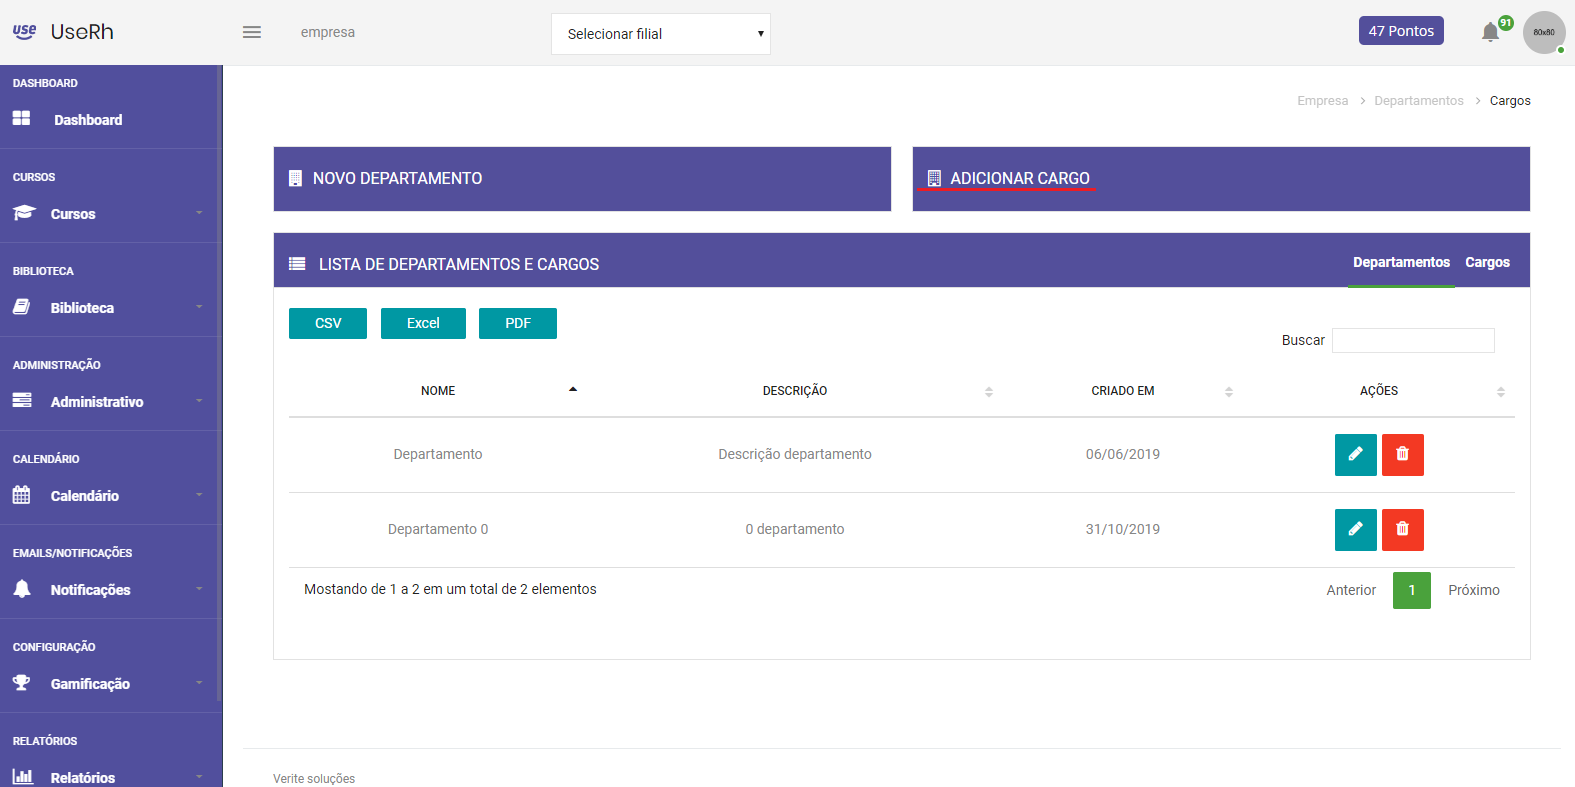 use UseRh
empresa
Selecionar filial
47 Pontos
91
80x80
DASHBOARD
Dashboard
CURSOS
Cursos
BIBLIOTECA
Biblioteca
ADMINISTRAÇÃO
Administrativo
CALENDÁRIO
Calendário
EMAILS/NOTIFICAÇÕES
Notificações
CONFIGURAÇÃO
Gamificação
RELATÓRIOS
Relatórios
Empresa > Departamentos > Cargos
NOVO DEPARTAMENTO
ADICIONAR CARGO
LISTA DE DEPARTAMENTOS E CARGOS
Departamentos Cargos
CSV Excel PDF
Buscar
NOME DESCRIÇÃO CRIADO EM AÇÕES
Departamento Descrição departamento 06/06/2019
Departamento 0 0 departamento 31/10/2019
Mostando de 1 a 2 em um total de 2 elementos
Anterior 1 Próximo
Verite soluções